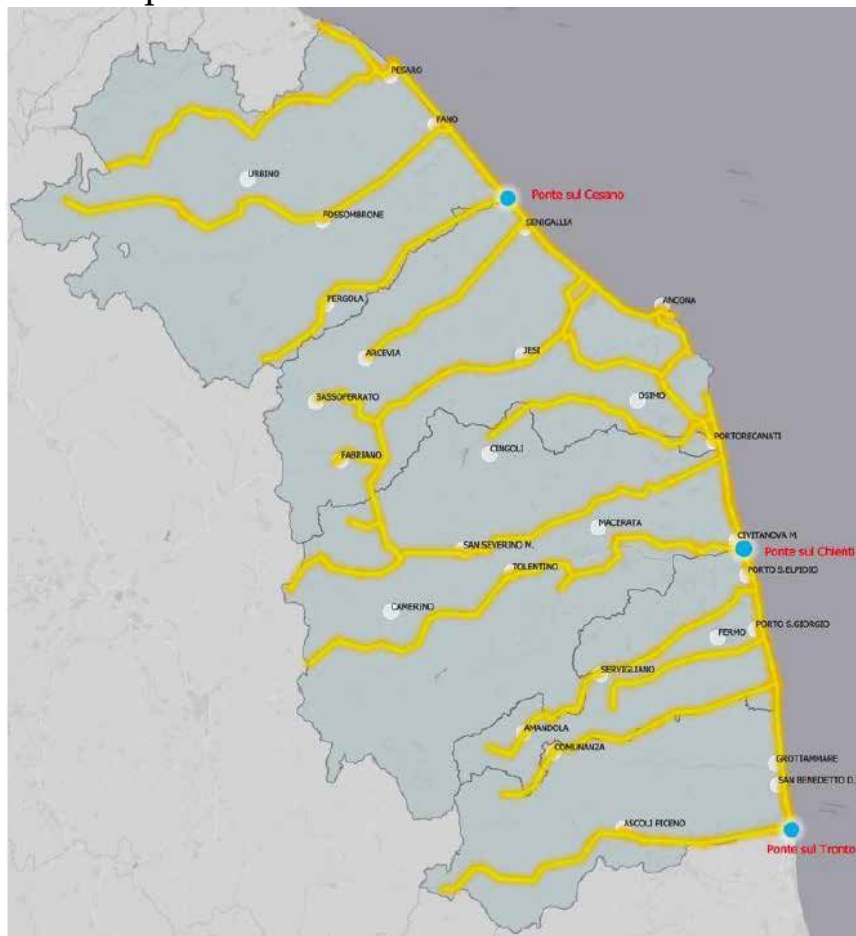 PESARO
FANO
URBINO
Ponte sul Cesano
FOSSOMBRONE
SENIGALLIA
PERGOLA
ANCONA
ARCEVIA
JESI
SASSOFERRATO
OSIMO
PORTORECANATI
CINGOLI
FABRIANO
MACERATA
CIVITANOVA M.
SAN SEVERINO M.
Ponte sul Chienti
TOLENTINO
PORTO S.ELPIDIO
CAMERINO
PORTO S.GIORGIO
FERMO
SERVIGLIANO
AMANDOLA
COMUNANZA
GROTTAMMARE
SAN BENEDETTO D.
ASCOLI PICENO
Ponte sul Tronto